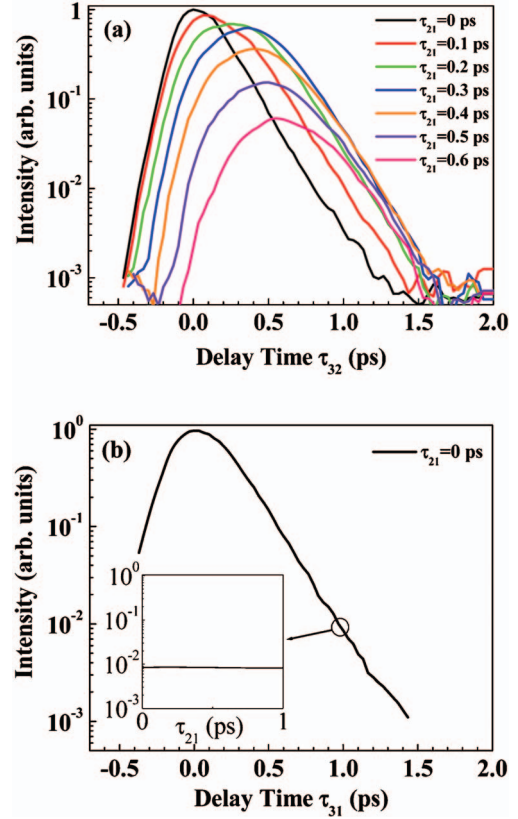 (a)
τ21=0 ps
τ21=0.1 ps
τ21=0.2 ps
τ21=0.3 ps
τ21=0.4 ps
τ21=0.5 ps
τ21=0.6 ps
Intensity (arb. units)
1
10^-1
10^-2
10^-3
-0.5 0.0 0.5 1.0 1.5 2.0
Delay Time τ32 (ps)
(b)
τ21=0 ps
Intensity (arb. units)
10^0
10^-1
10^-2
10^-3
10^0
10^-1
10^-2
10^-3
0 1
τ21 (ps)
-0.5 0.0 0.5 1.0 1.5 2.0
Delay Time τ31 (ps)